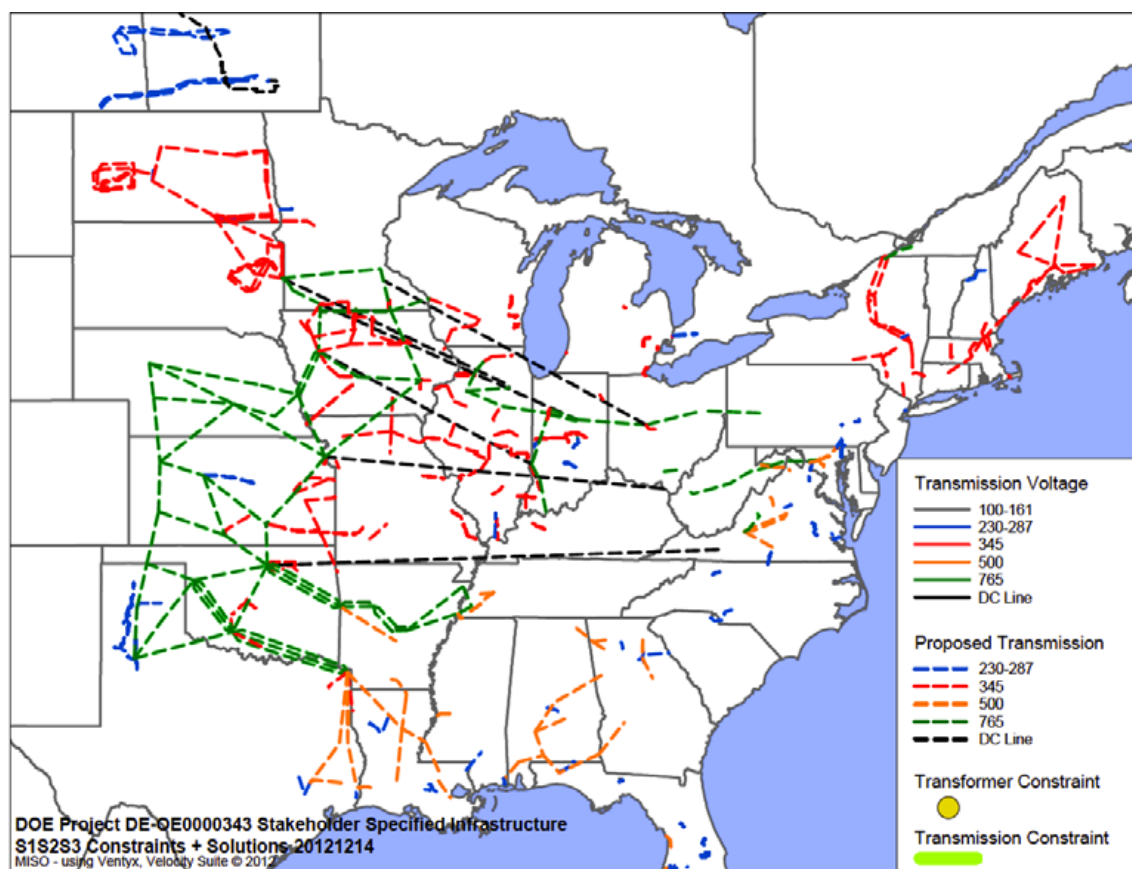 Transmission Voltage
100-161
230-287
345
500
765
DC Line
Proposed Transmission
230-287
345
500
765
DC Line
Transformer Constraint
Transmission Constraint
DOE Project DE-OE0000343 Stakeholder Specified Infrastructure
S1S2S3 Constraints + Solutions 20121214
MISO - using Ventyx, Velocity Suite © 2012